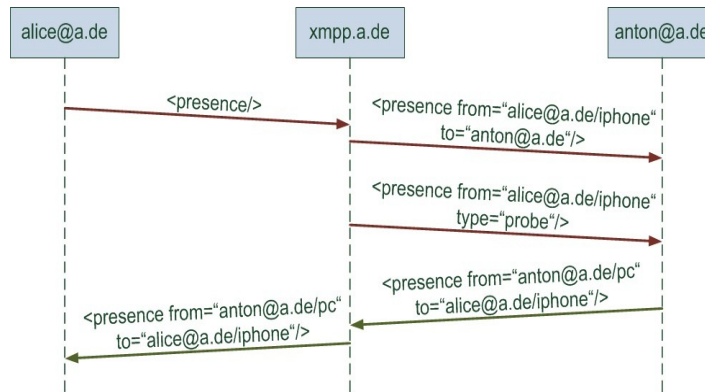 alice@a.de
xmpp.a.de
anton@a.de
<presence/>
<presence from=“alice@a.de/iphone“
to=“anton@a.de“/>
<presence from=“alice@a.de/iphone“
type=“probe“/>
<presence from=“anton@a.de/pc“
to=“alice@a.de/iphone“/>
<presence from=“anton@a.de/pc“
to=“alice@a.de/iphone“/>